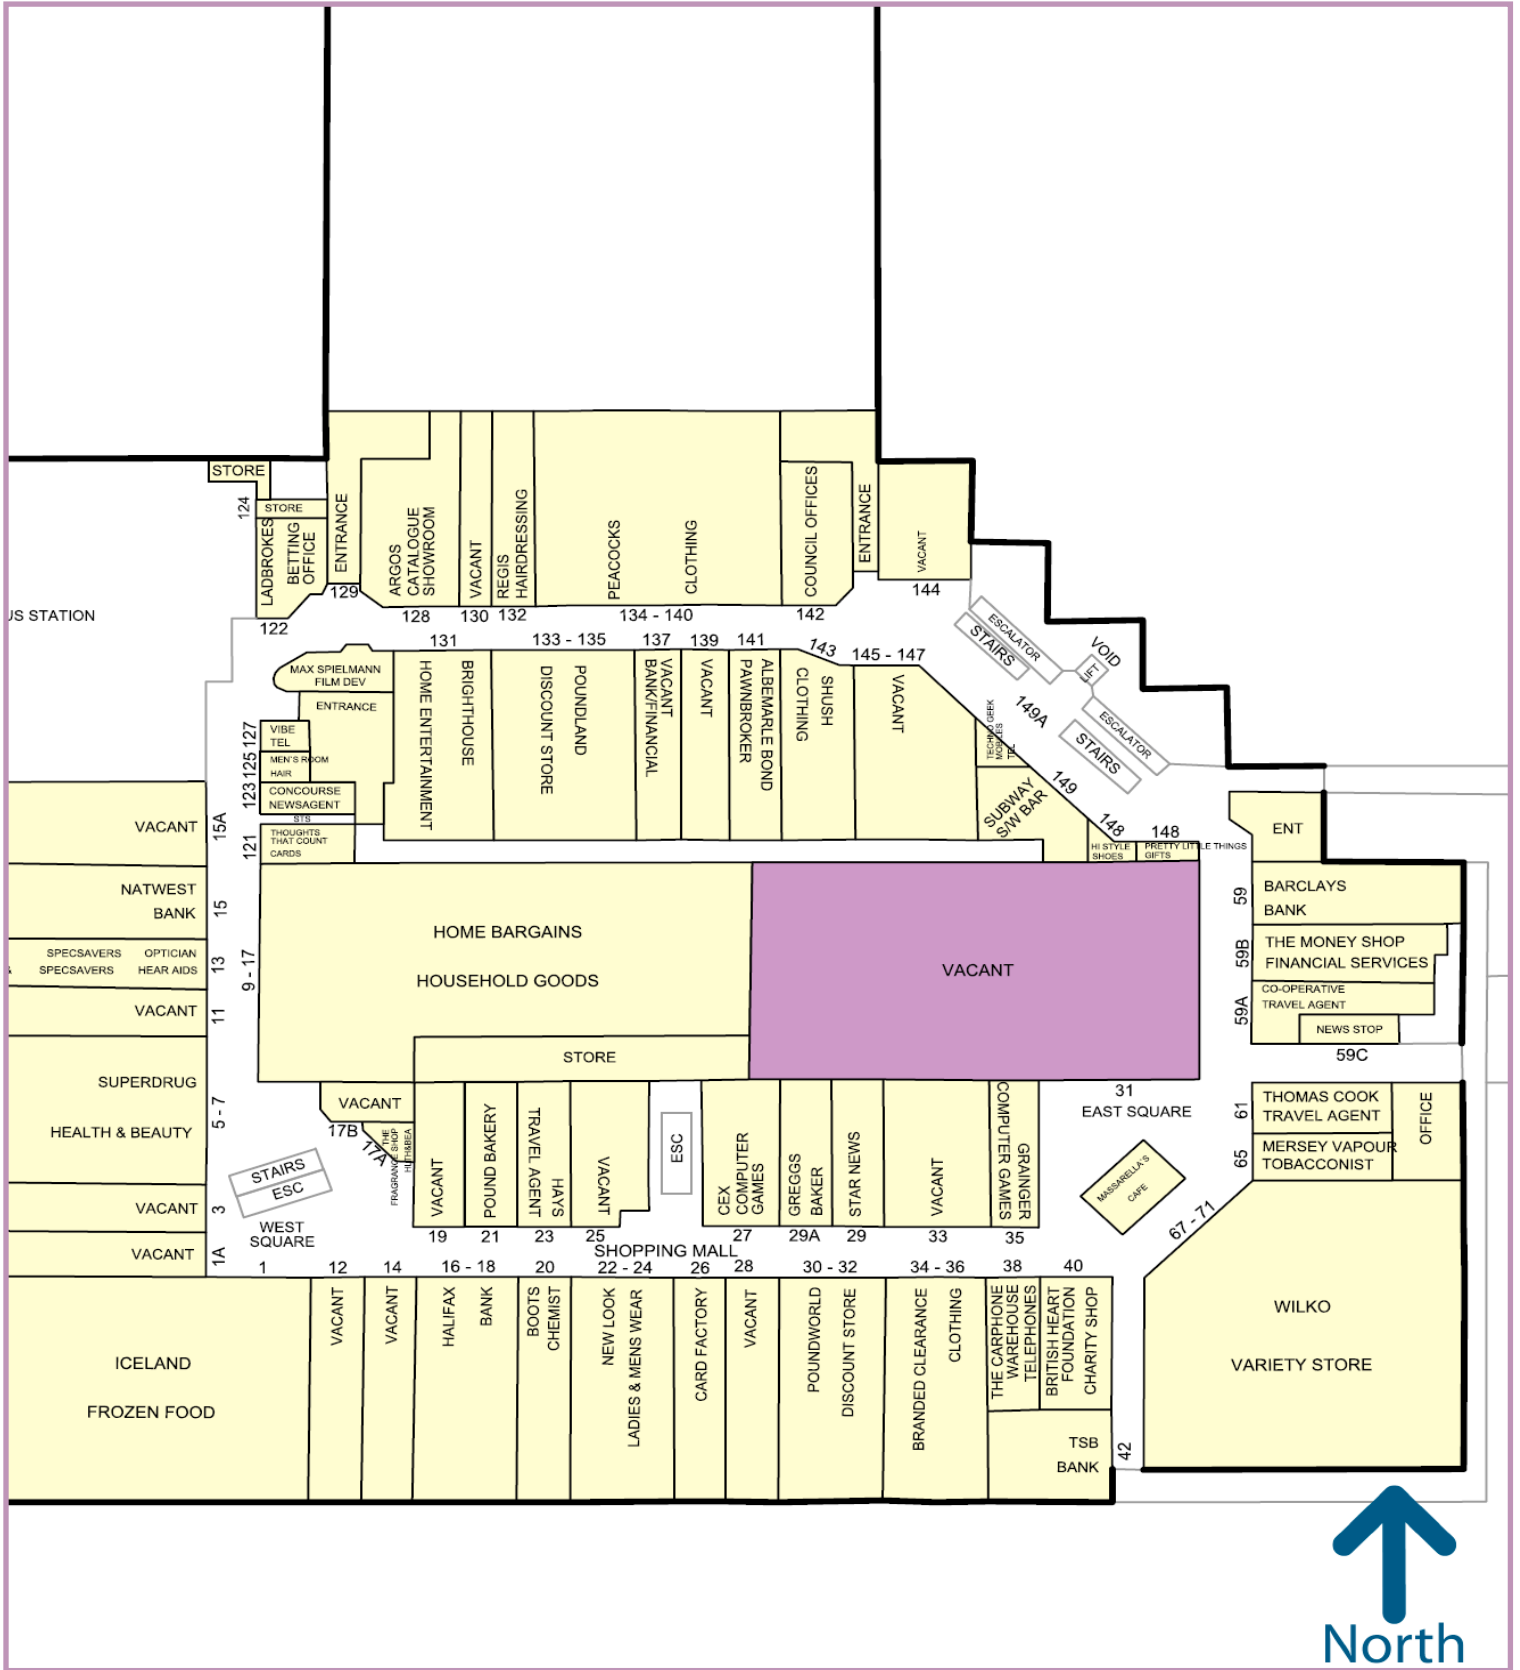 STORE
124
STORE
LADBROKES
BETTING
OFFICE
122
ENTRANCE
129
ARGOS
CATALOGUE
SHOWROOM
128
VACANT
130
REGIS
HAIRDRESSING
132
PEACOCKS
CLOTHING
134 - 140
COUNCIL OFFICES
142
ENTRANCE
VACANT
144
US STATION
ESCALATOR
STAIRS
VOID
LIFT
149A
ESCALATOR
STAIRS
MAX SPIELMANN
FILM DEV
ENTRANCE
127
VIBE
TEL
125
MEN'S ROOM
HAIR
123
CONCOURSE
NEWSAGENT
STS
121
THOUGHTS
THAT COUNT
CARDS
131
BRIGHTHOUSE
HOME ENTERTAINMENT
133 - 135
POUNDLAND
DISCOUNT STORE
137
VACANT
BANK/FINANCIAL
139
VACANT
141
ALBEMARLE BOND
PAWNBROKER
143
SHUSH
CLOTHING
145 - 147
VACANT
TECHNO GEEK
MOBILES
TEL
149
SUBWAY
S/W BAR
148
HI STYLE
SHOES
148
PRETTY LITTLE THINGS
GIFTS
ENT
VACANT
15A
NATWEST
BANK
15
SPECSAVERS OPTICIAN
& SPECSAVERS HEAR AIDS
13
VACANT
11
SUPERDRUG
HEALTH & BEAUTY
5 - 7
VACANT
3
VACANT
1A
9 - 17
HOME BARGAINS
HOUSEHOLD GOODS
STORE
VACANT
31
EAST SQUARE
59
BARCLAYS
BANK
59B
THE MONEY SHOP
FINANCIAL SERVICES
59A
CO-OPERATIVE
TRAVEL AGENT
NEWS STOP
59C
61
THOMAS COOK
TRAVEL AGENT
65
MERSEY VAPOUR
TOBACCONIST
OFFICE
VACANT
17B
17A
THE
FRAGRANCE SHOP
HLTH&BEA
STAIRS
ESC
WEST
SQUARE
VACANT
19
POUND BAKERY
21
HAYS
TRAVEL AGENT
23
VACANT
25
ESC
CEX
COMPUTER
GAMES
27
GREGGS
BAKER
29A
STAR NEWS
29
VACANT
33
GRAINGER
COMPUTER GAMES
35
MASSARELLA'S
CAFE
SHOPPING MALL
1
ICELAND
FROZEN FOOD
12
VACANT
14
VACANT
16 - 18
HALIFAX
BANK
20
BOOTS
CHEMIST
22 - 24
NEW LOOK
LADIES & MENS WEAR
26
CARD FACTORY
28
VACANT
30 - 32
POUNDWORLD
DISCOUNT STORE
34 - 36
BRANDED CLEARANCE
CLOTHING
38
THE CARPHONE
WAREHOUSE
TELEPHONES
40
BRITISH HEART
FOUNDATION
CHARITY SHOP
TSB
BANK
42
67 - 71
WILKO
VARIETY STORE
North